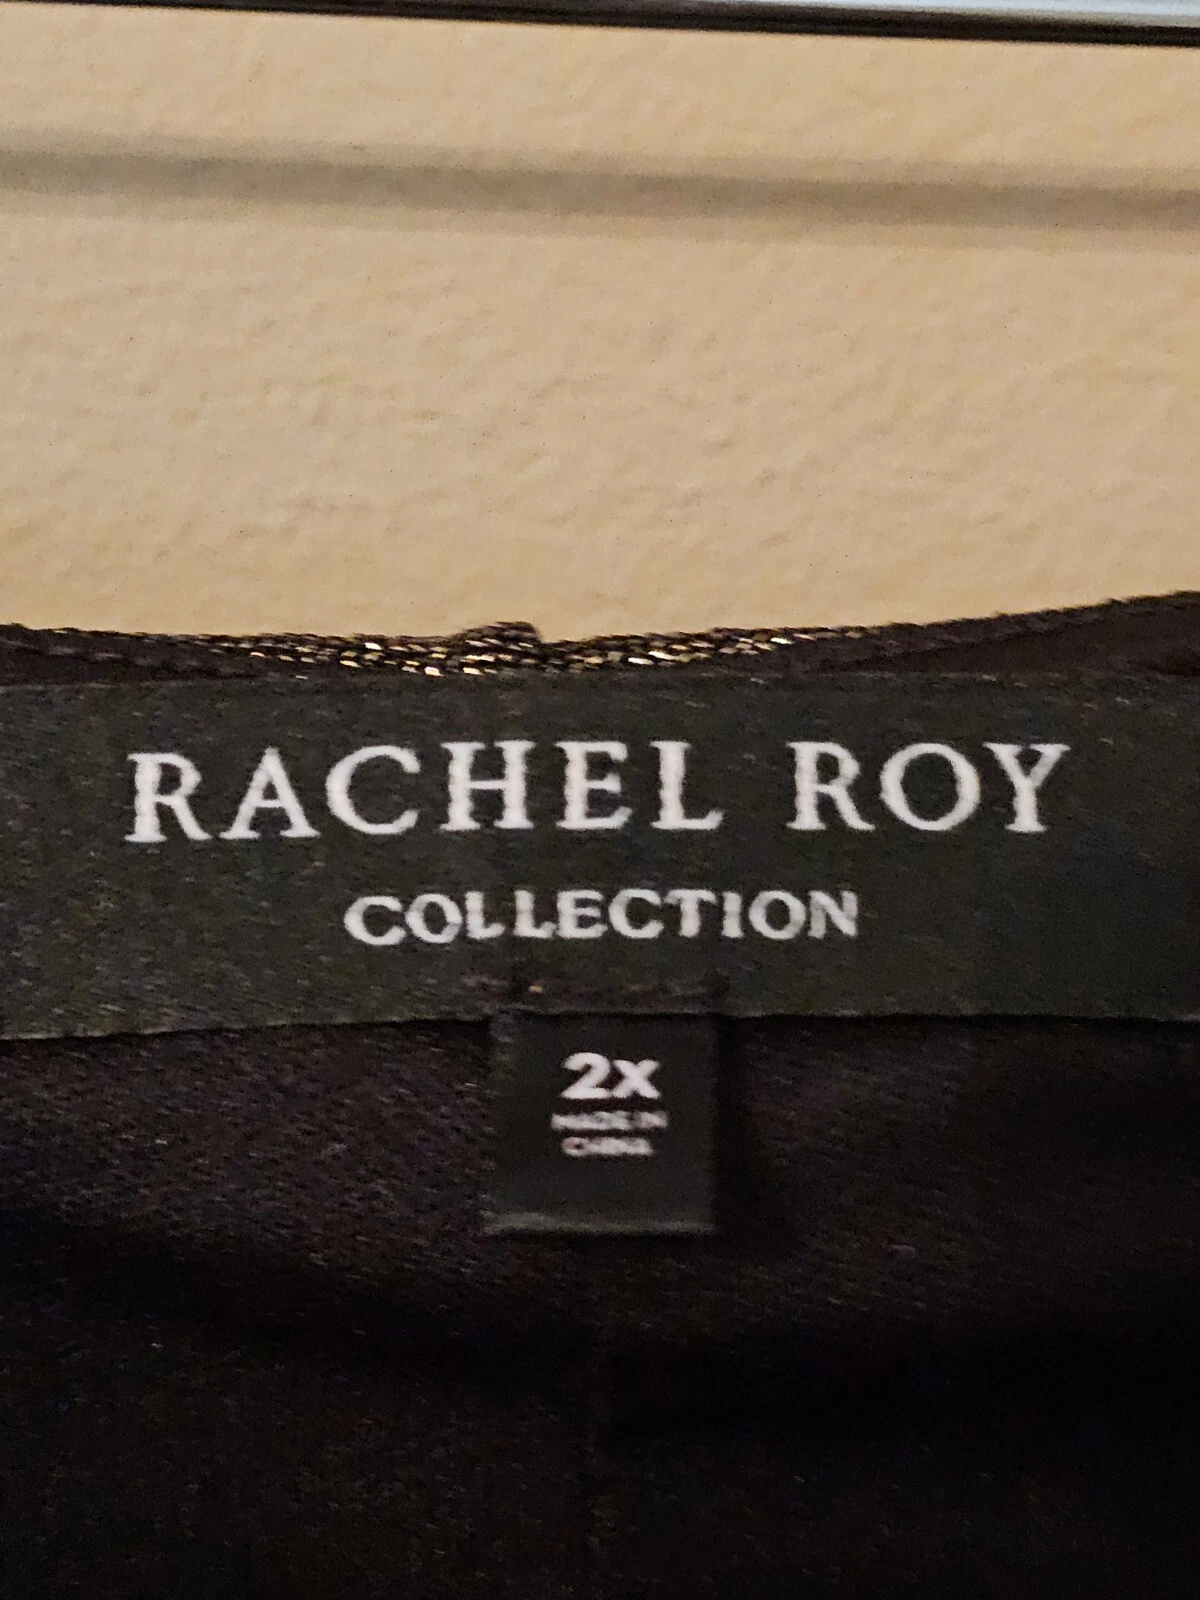 RACHEL ROY
COLLECTION
2X
MADE IN
CHINA